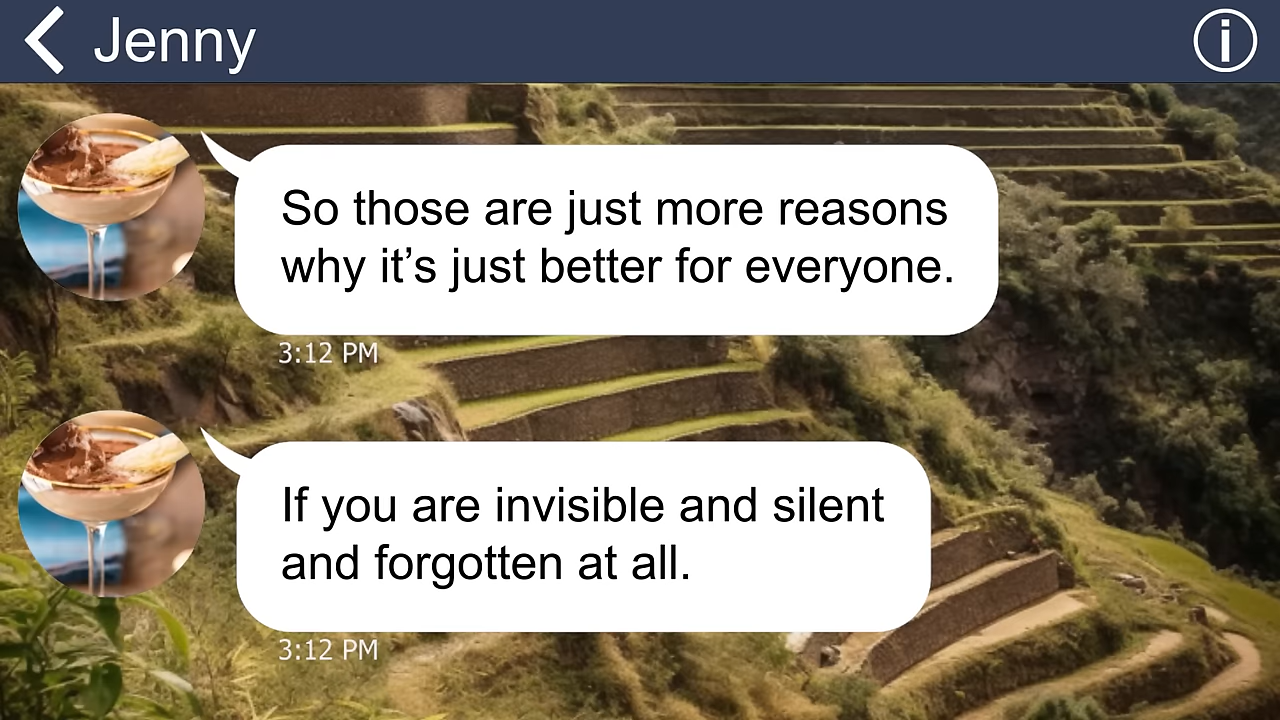 Jenny
So those are just more reasons
why it’s just better for everyone.
3:12 PM
If you are invisible and silent
and forgotten at all.
3:12 PM